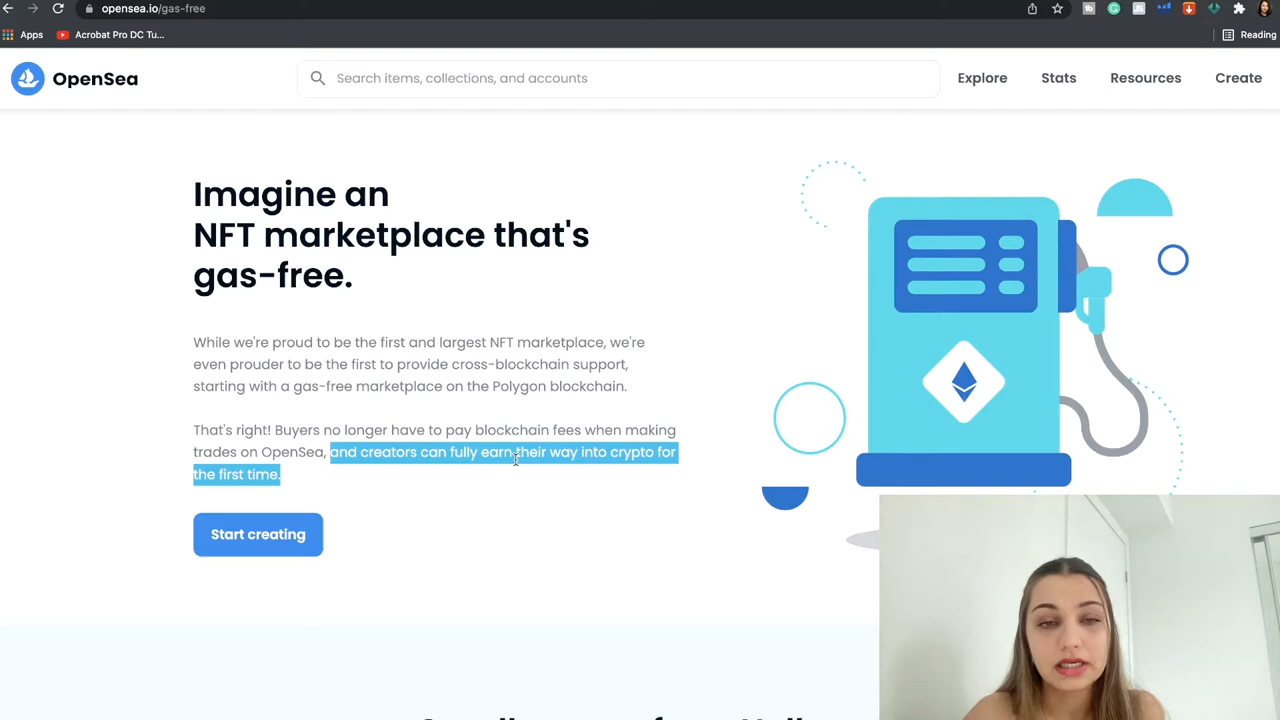 opensea.io/gas-free
Apps
Acrobat Pro DC Tu...
Reading
OpenSea
Search items, collections, and accounts
Explore
Stats
Resources
Create
Imagine an
NFT marketplace that's
gas-free.
While we're proud to be the first and largest NFT marketplace, we're
even prouder to be the first to provide cross-blockchain support,
starting with a gas-free marketplace on the Polygon blockchain.
That's right! Buyers no longer have to pay blockchain fees when making
trades on OpenSea, and creators can fully earn their way into crypto for
the first time.
Start creating